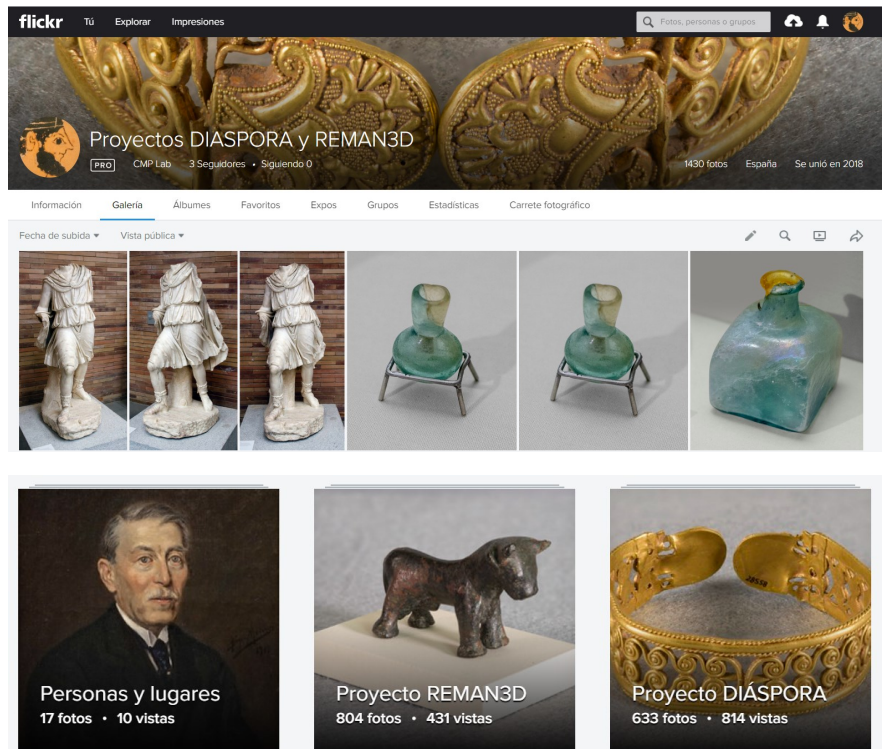 flickr Tú Explorar Impresiones Fotos, personas o grupos
Proyectos DIASPORA y REMAN3D
PRO CMP Lab 3 Seguidores • Siguiendo 0 1430 fotos España Se unió en 2018
Información Galería Álbumes Favoritos Expos Grupos Estadísticas Carrete fotográfico
Fecha de subida Vista pública
Personas y lugares
17 fotos • 10 vistas
Proyecto REMAN3D
804 fotos • 431 vistas
Proyecto DIÁSPORA
633 fotos • 814 vistas